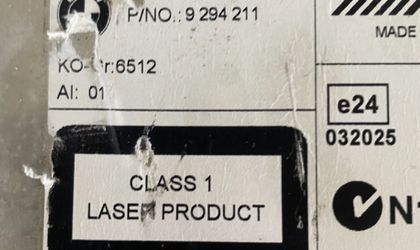 P/NO.: 9 294 211
MADE
KO-Nr:6512
AI: 01
e24
032025
CLASS 1
LASER PRODUCT